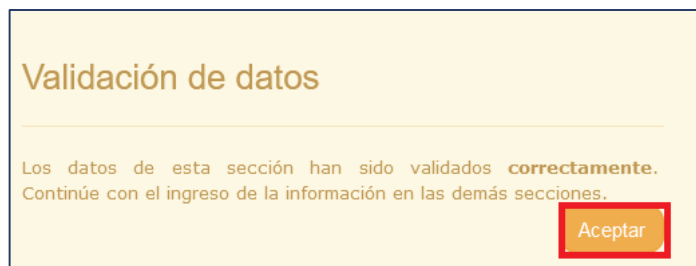 Validación de datos
Los datos de esta sección han sido validados correctamente.
Continúe con el ingreso de la información en las demás secciones.
Aceptar